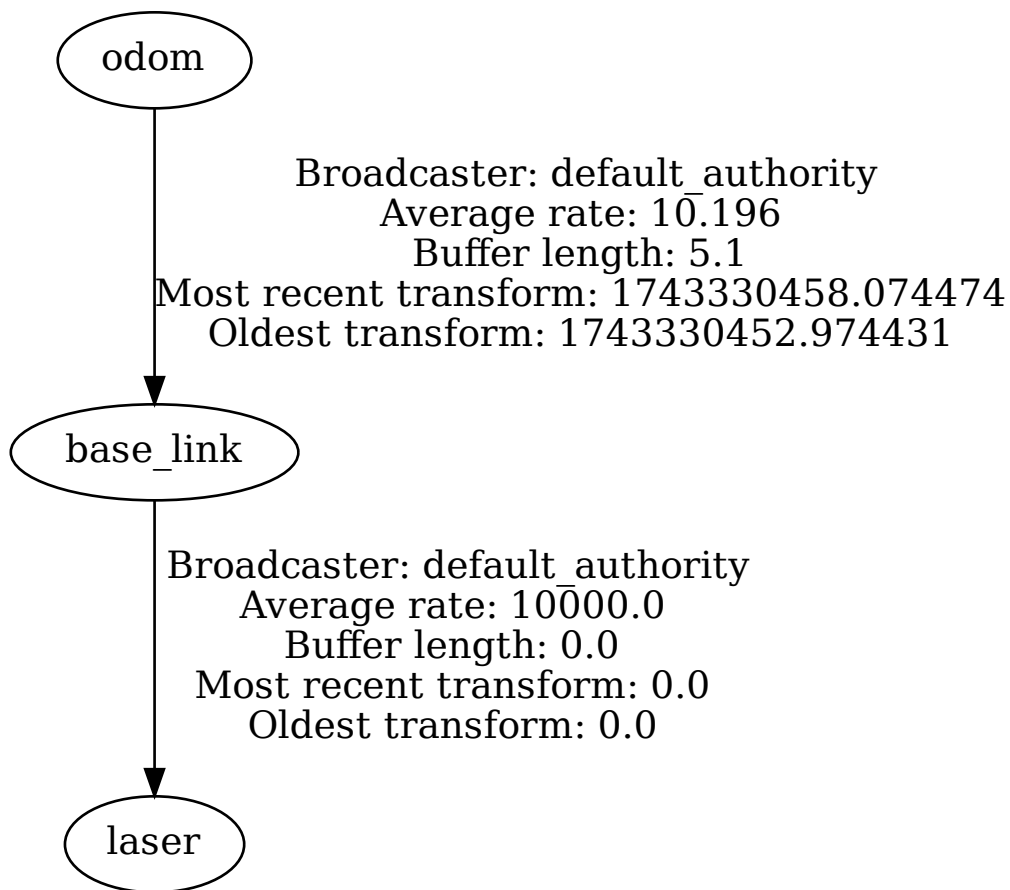 odom
Broadcaster: default_authority
Average rate: 10.196
Buffer length: 5.1
Most recent transform: 1743330458.074474
Oldest transform: 1743330452.974431
base_link
Broadcaster: default_authority
Average rate: 10000.0
Buffer length: 0.0
Most recent transform: 0.0
Oldest transform: 0.0
laser